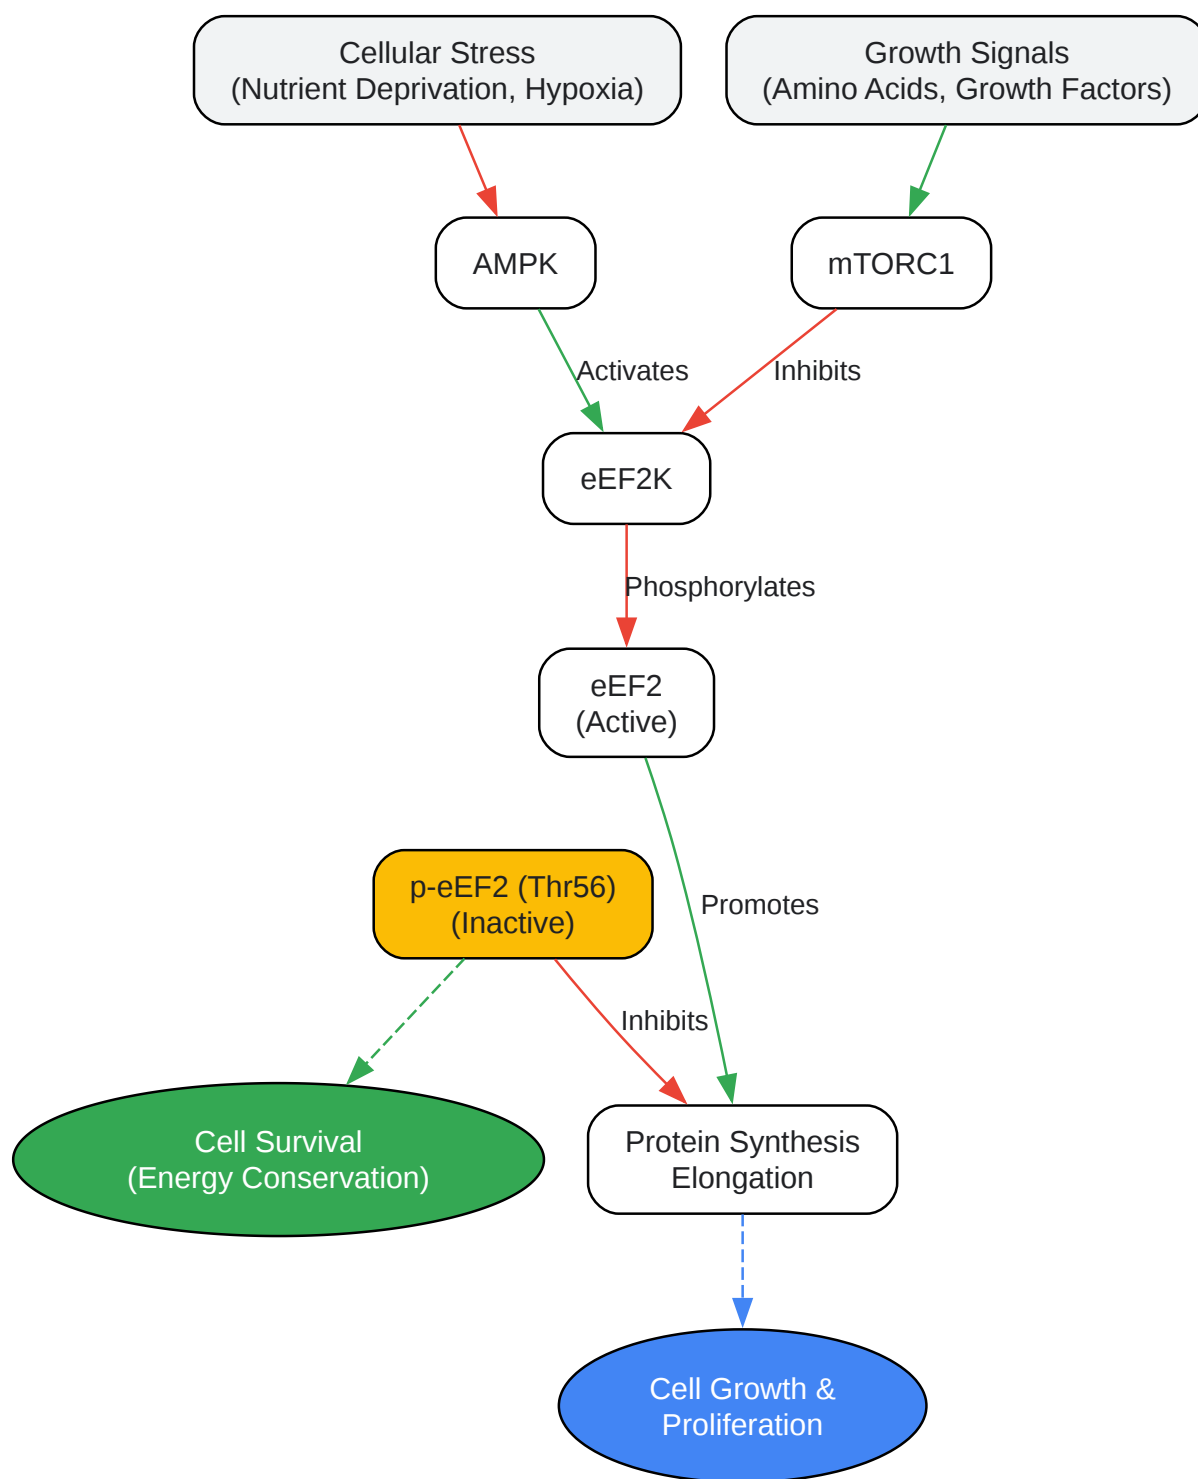 Cellular Stress
(Nutrient Deprivation, Hypoxia)
Growth Signals
(Amino Acids, Growth Factors)
AMPK
mTORC1
Activates
Inhibits
eEF2K
Phosphorylates
eEF2
(Active)
p-eEF2 (Thr56)
(Inactive)
Promotes
Inhibits
Cell Survival
(Energy Conservation)
Protein Synthesis
Elongation
Cell Growth &
Proliferation